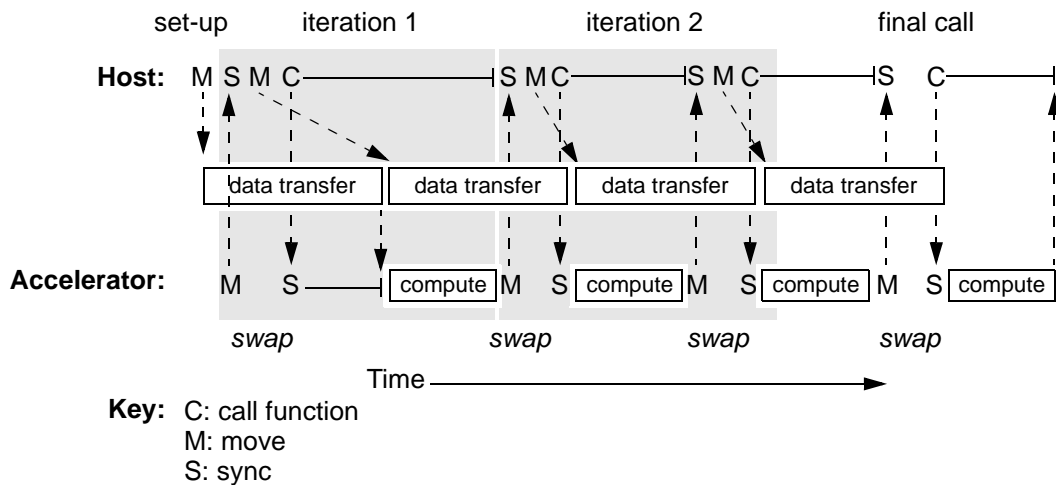 set-up iteration 1 iteration 2 final call
Host: M S M C S M C S M C S C
data transfer data transfer data transfer data transfer
Accelerator: M S compute M S compute M S compute M S compute
swap swap swap swap
Time
Key: C: call function
M: move
S: sync